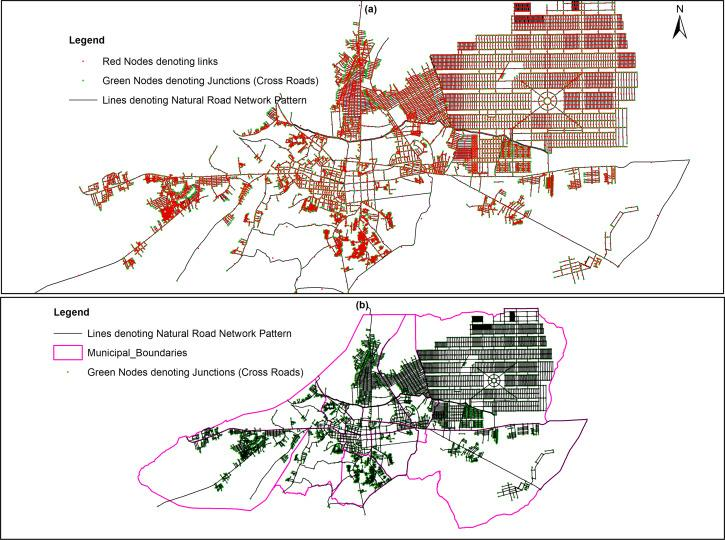 (a)
N
Legend
Red Nodes denoting links
Green Nodes denoting Junctions (Cross Roads)
Lines denoting Natural Road Network Pattern
(b)
Legend
Lines denoting Natural Road Network Pattern
Municipal_Boundaries
Green Nodes denoting Junctions (Cross Roads)